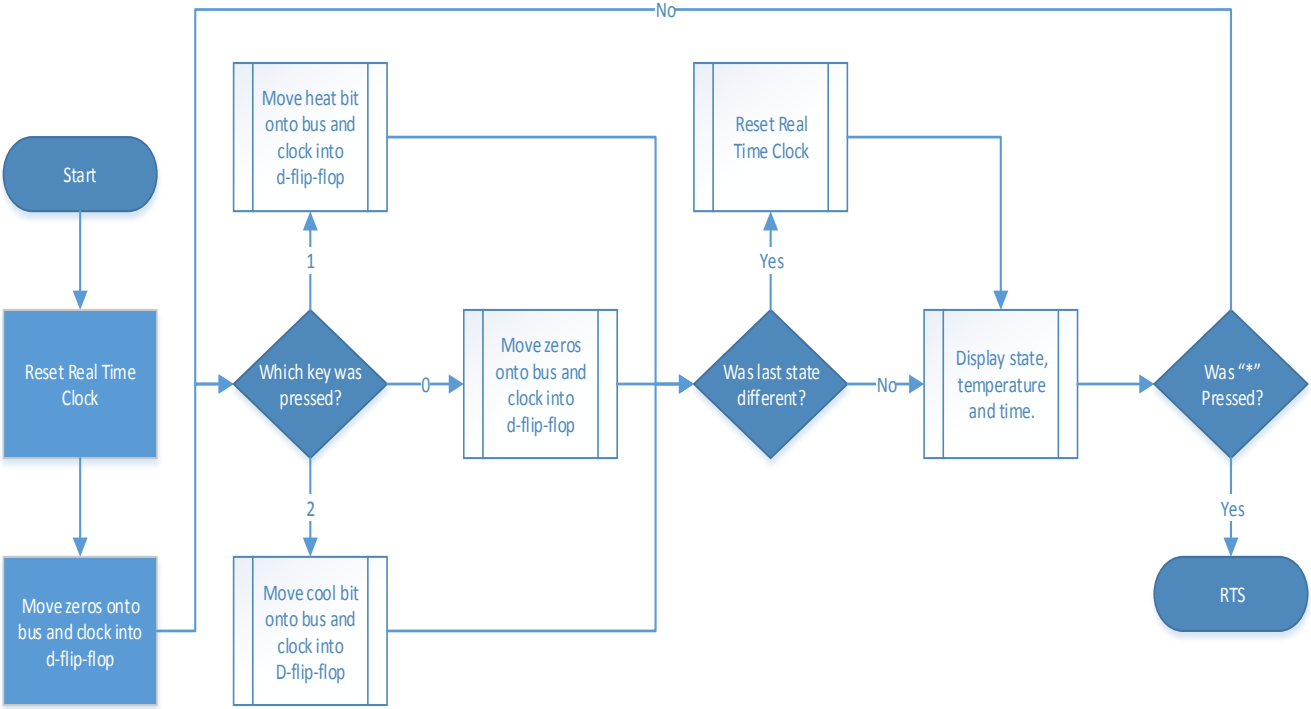 No
Move heat bit
onto bus and
clock into
d-flip-flop
Reset Real
Time Clock
Start
1
Yes
Reset Real Time
Clock
Which key was
pressed?
0
Move zeros
onto bus and
clock into
d-flip-flop
Was last state
different?
No
Display state,
temperature
and time.
Was “*”
Pressed?
2
Yes
Move zeros onto
bus and clock into
d-flip-flop
Move cool bit
onto bus and
clock into
D-flip-flop
RTS